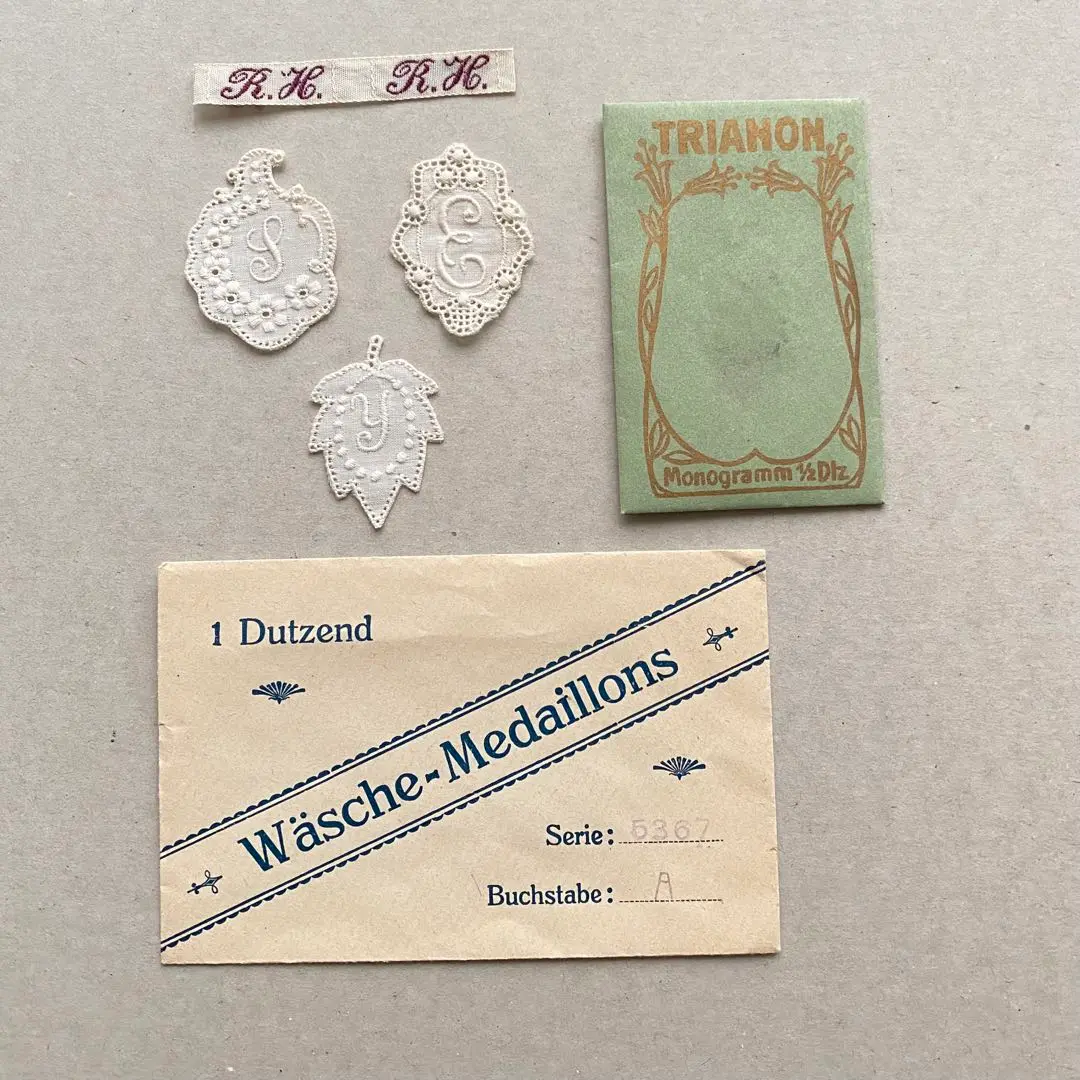 R.H. R.H.
TRIANON
E
Y
Monogramm ½ Dtz.
1 Dutzend
Wäsche-Medaillons
Serie: 5367
Buchstabe: A